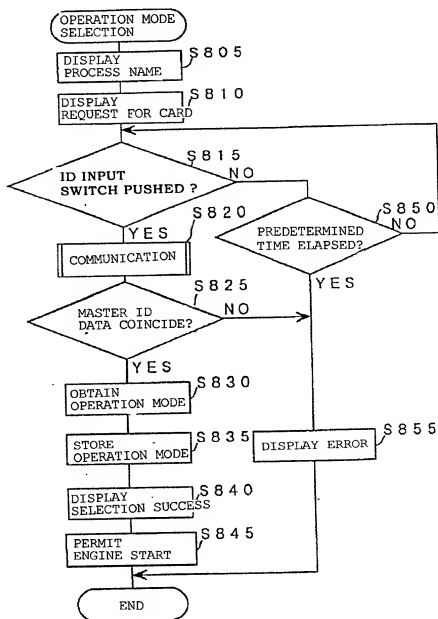 OPERATION MODE
SELECTION
DISPLAY
PROCESS NAME
S805
DISPLAY
REQUEST FOR CARD
S810
ID INPUT
SWITCH PUSHED ?
S815
NO
YES
S820
COMMUNICATION
PREDETERMINED
TIME ELAPSED?
S850
NO
YES
MASTER ID
DATA COINCIDE?
S825
NO
YES
OBTAIN
OPERATION MODE
S830
STORE
OPERATION MODE
S835
DISPLAY ERROR
S855
DISPLAY
SELECTION SUCCESS
S840
PERMIT
ENGINE START
S845
END